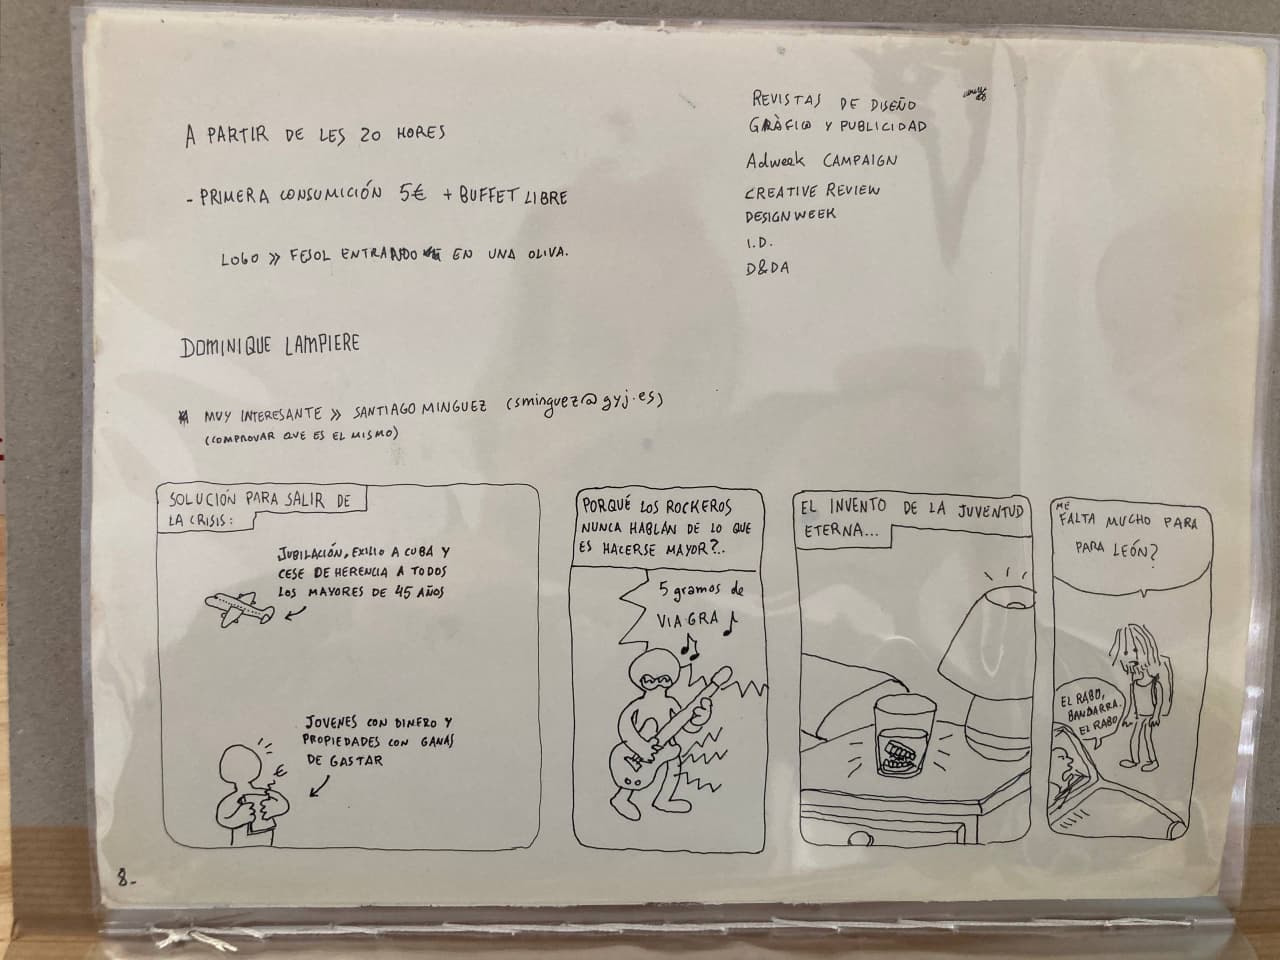 A PARTIR DE LES 20 HORES
- PRIMERA CONSUMICIÓN 5€ + BUFFET LIBRE
LOGO » FESOL ENTRANDO EN UNA OLIVA.
DOMINIQUE LAMPIERE
MUY INTERESANTE » SANTIAGO MINGUEZ (sminguez@gyj.es)
(COMPROVAR QUE ES EL MISMO)
REVISTAS DE DISEÑO
GRÀFICO Y PUBLICIDAD
Adweek CAMPAIGN
CREATIVE REVIEW
DESIGNWEEK
I.D.
D&DA
SOLUCIÓN PARA SALIR DE
LA CRISIS:
JUBILACIÓN, EXILIO A CUBA Y
CESE DE HERENCIA A TODOS
LOS MAYORES DE 45 AÑOS
JOVENES CON DINERO Y
PROPIEDADES CON GANAS
DE GASTAR
€
PORQUÉ LOS ROCKEROS
NUNCA HABLÁN DE LO QUE
ES HACERSE MAYOR?..
5 gramos de
VIAGRA
EL INVENTO DE LA JUVENTUD
ETERNA...
ME
FALTA MUCHO PARA
PARA LEÓN?
EL RABO,
BANDARRA.
EL RABO
8-